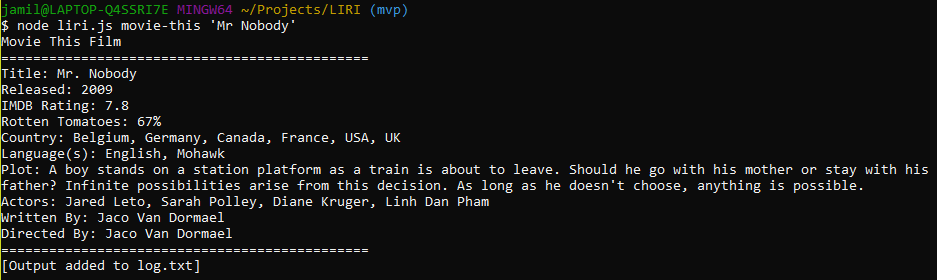 jamil@LAPTOP-Q4SSRI7E MINGW64 ~/Projects/LIRI (mvp)
$ node liri.js movie-this 'Mr Nobody'
Movie This Film
==============================================
Title: Mr. Nobody
Released: 2009
IMDB Rating: 7.8
Rotten Tomatoes: 67%
Country: Belgium, Germany, Canada, France, USA, UK
Language(s): English, Mohawk
Plot: A boy stands on a station platform as a train is about to leave. Should he go with his mother or stay with his
father? Infinite possibilities arise from this decision. As long as he doesn't choose, anything is possible.
Actors: Jared Leto, Sarah Polley, Diane Kruger, Linh Dan Pham
Written By: Jaco Van Dormael
Directed By: Jaco Van Dormael
==============================================
[Output added to log.txt]